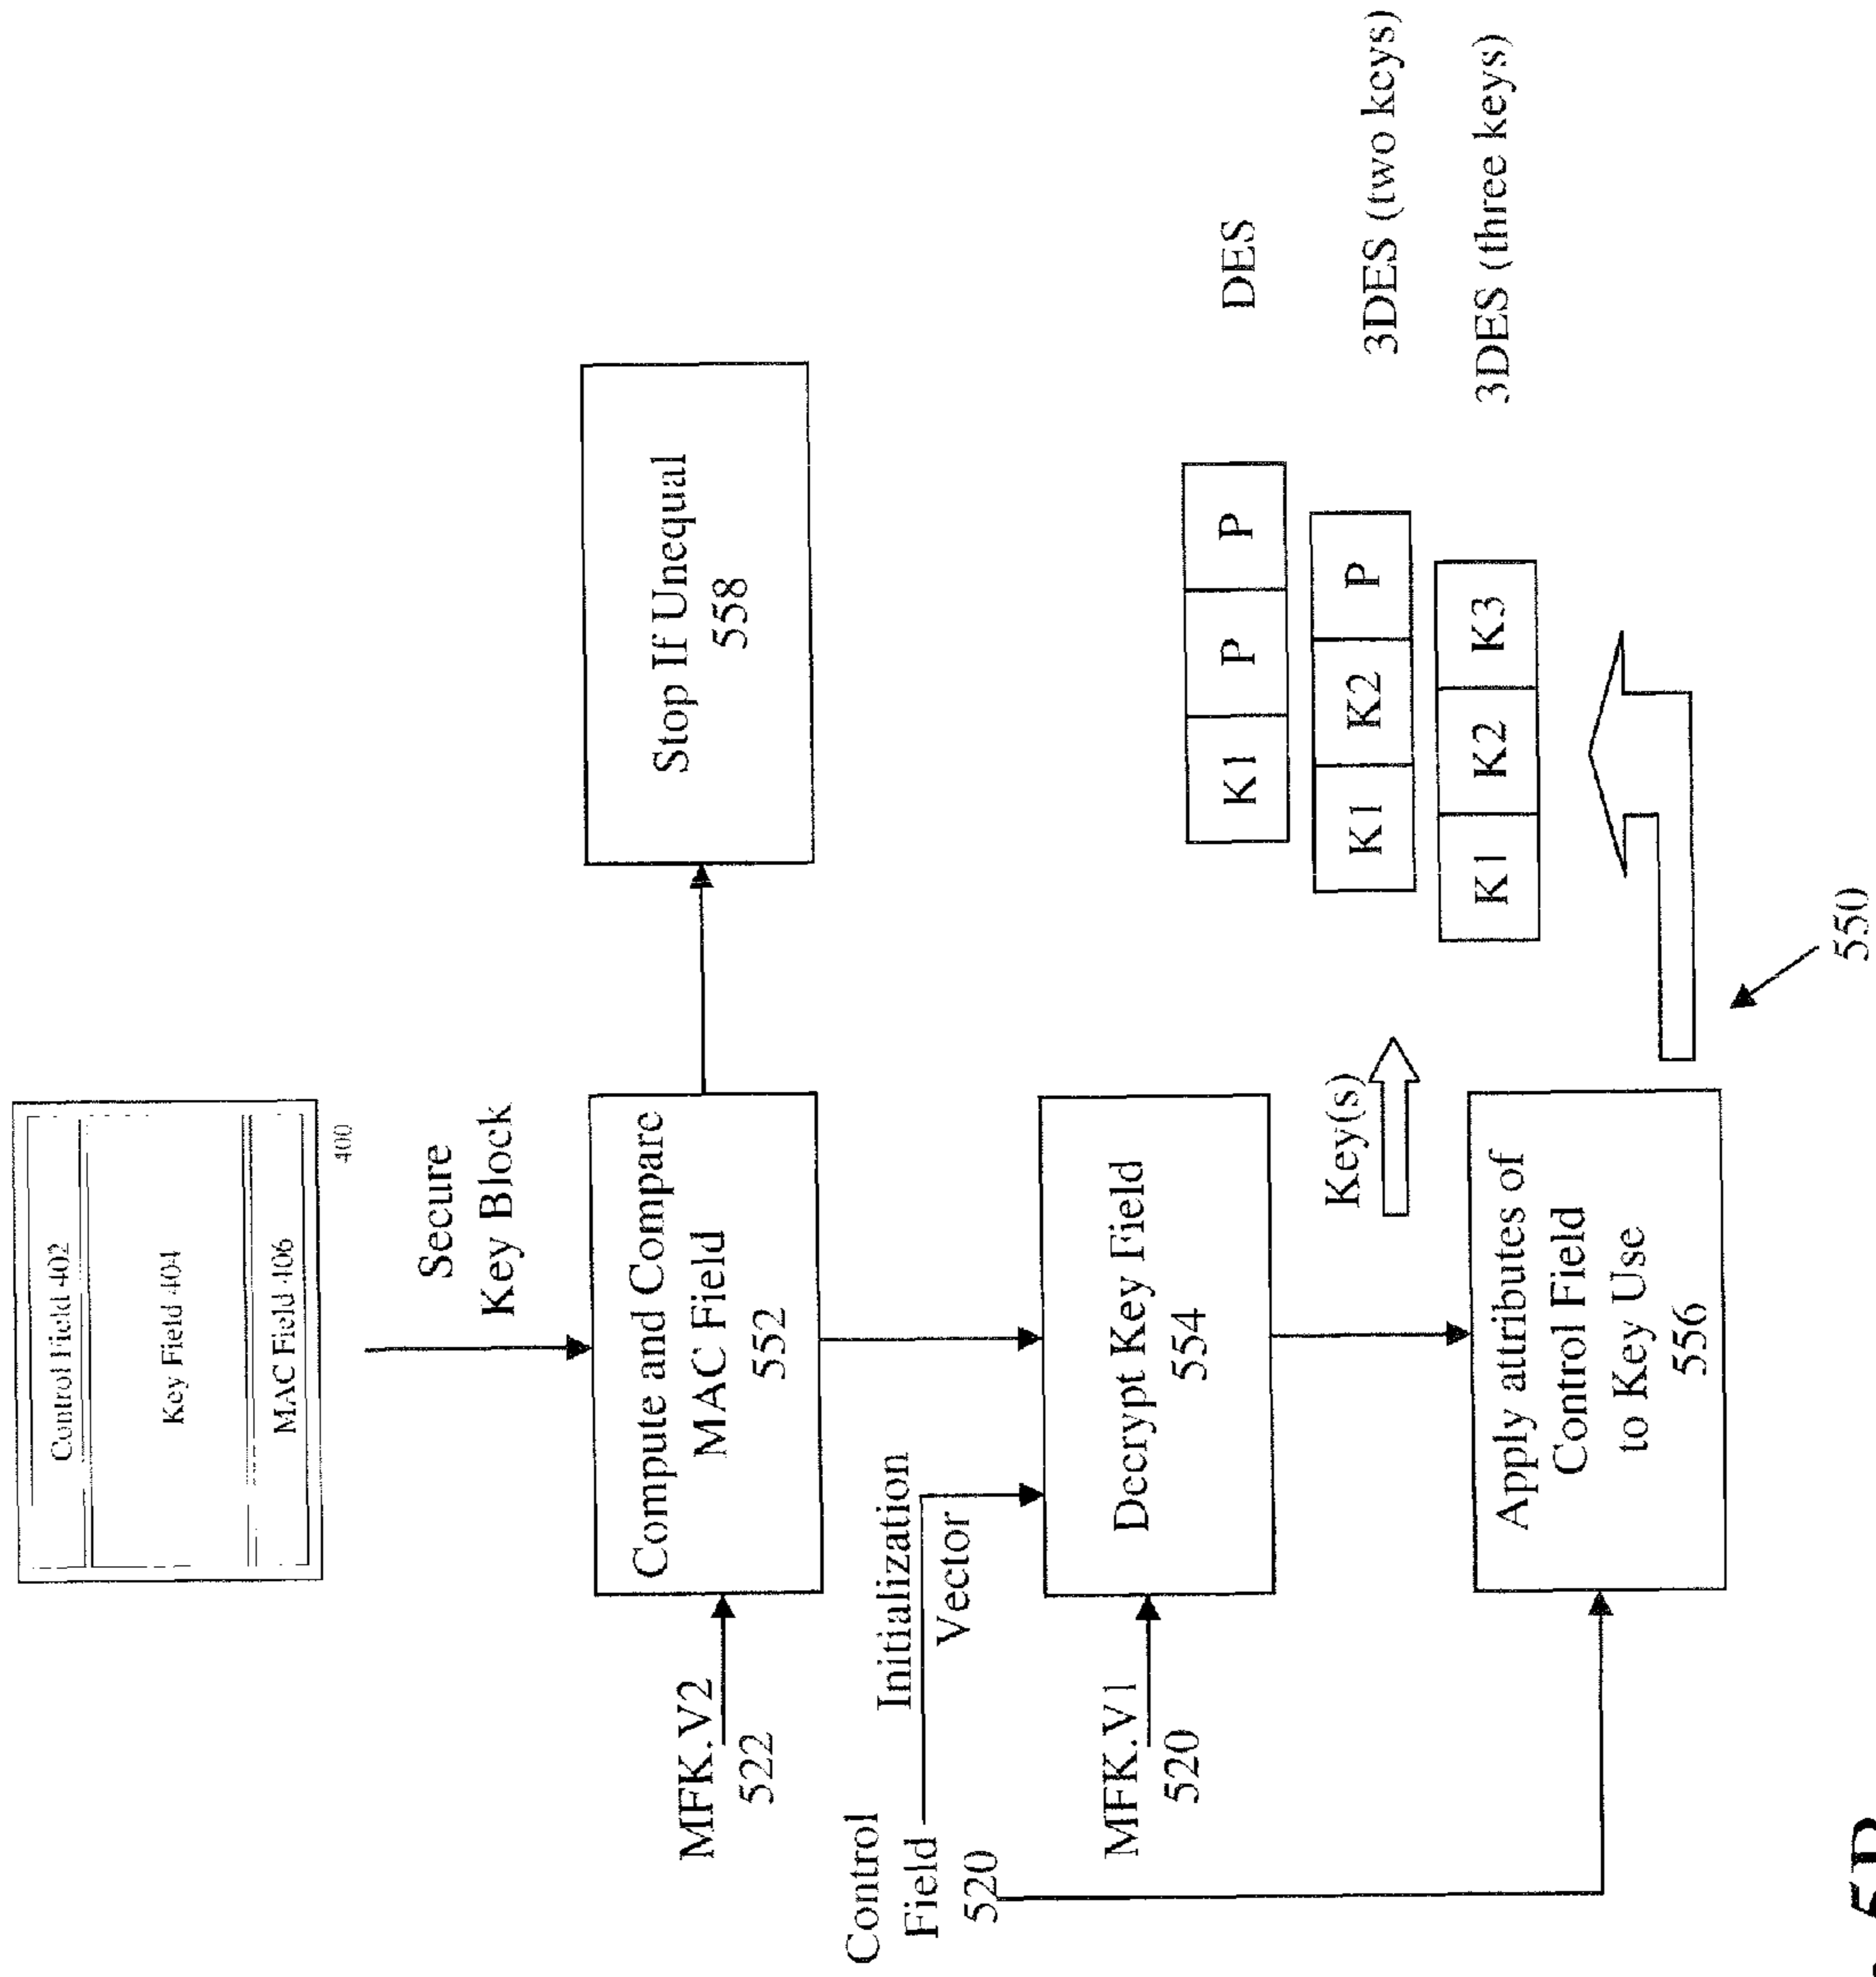 Control Field 402
Key Field 404
MAC Field 406
400
Secure
Key Block
MFK.V2
522
Compute and Compare
MAC Field
552
Stop If Unequal
558
Control
Field
520
Initialization
Vector
MFK.V1
520
Decrypt Key Field
554
Key(s)
K1 P P
DES
K1 K2 P
3DES (two keys)
K1 K2 K3
3DES (three keys)
Apply attributes of
Control Field
to Key Use
556
550